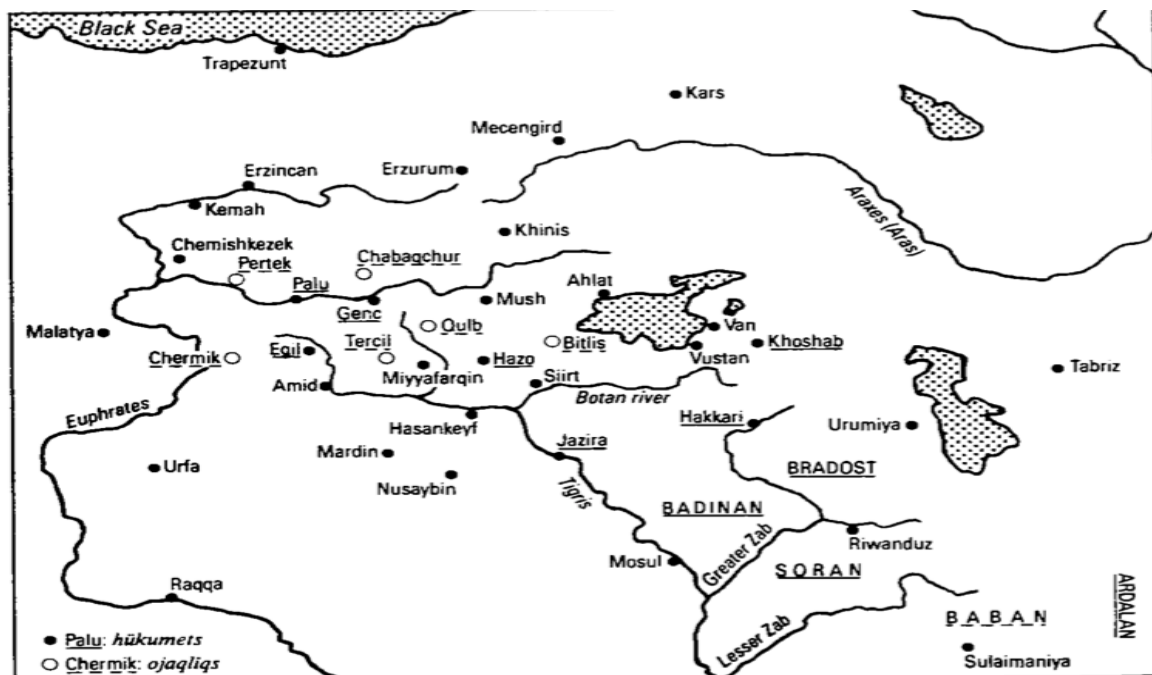 Black Sea
Trapezunt
Kars
Mecengird
Erzincan
Erzurum
Kemah
Araxes (Aras)
Khinis
Chemishkezek
Pertek
Chabaqchur
Palu
Genc
Mush
Ahlat
Malatya
Qulb
Van
Chermik
Egil
Tercil
Hazo
Bitlis
Vustan
Khoshab
Tabriz
Amid
Miyyafarqin
Siirt
Botan river
Euphrates
Hasankeyf
Hakkari
Urumiya
Mardin
Jazira
Urfa
Nusaybin
Tigris
BRADOST
BADINAN
Mosul
Greater Zab
Riwanduz
SORAN
Raqqa
ARDALAN
Lesser Zab
BABAN
Sulaimaniya
Palu: hükumets
Chermik: ojaqliqs